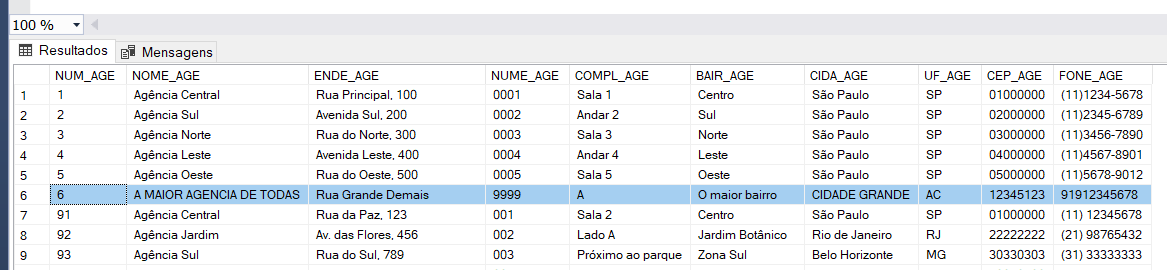 100 %
Resultados Mensagens
NUM_AGE NOME_AGE ENDE_AGE NUME_AGE COMPL_AGE BAIR_AGE CIDA_AGE UF_AGE CEP_AGE FONE_AGE
1 1 Agência Central Rua Principal, 100 0001 Sala 1 Centro São Paulo SP 01000000 (11)1234-5678
2 2 Agência Sul Avenida Sul, 200 0002 Andar 2 Sul São Paulo SP 02000000 (11)2345-6789
3 3 Agência Norte Rua do Norte, 300 0003 Sala 3 Norte São Paulo SP 03000000 (11)3456-7890
4 4 Agência Leste Avenida Leste, 400 0004 Andar 4 Leste São Paulo SP 04000000 (11)4567-8901
5 5 Agência Oeste Rua do Oeste, 500 0005 Sala 5 Oeste São Paulo SP 05000000 (11)5678-9012
6 6 A MAIOR AGENCIA DE TODAS Rua Grande Demais 9999 A O maior bairro CIDADE GRANDE AC 12345123 91912345678
7 91 Agência Central Rua da Paz, 123 001 Sala 2 Centro São Paulo SP 01000000 (11) 12345678
8 92 Agência Jardim Av. das Flores, 456 002 Lado A Jardim Botânico Rio de Janeiro RJ 22222222 (21) 98765432
9 93 Agência Sul Rua do Sul, 789 003 Próximo ao parque Zona Sul Belo Horizonte MG 30330303 (31) 33333333